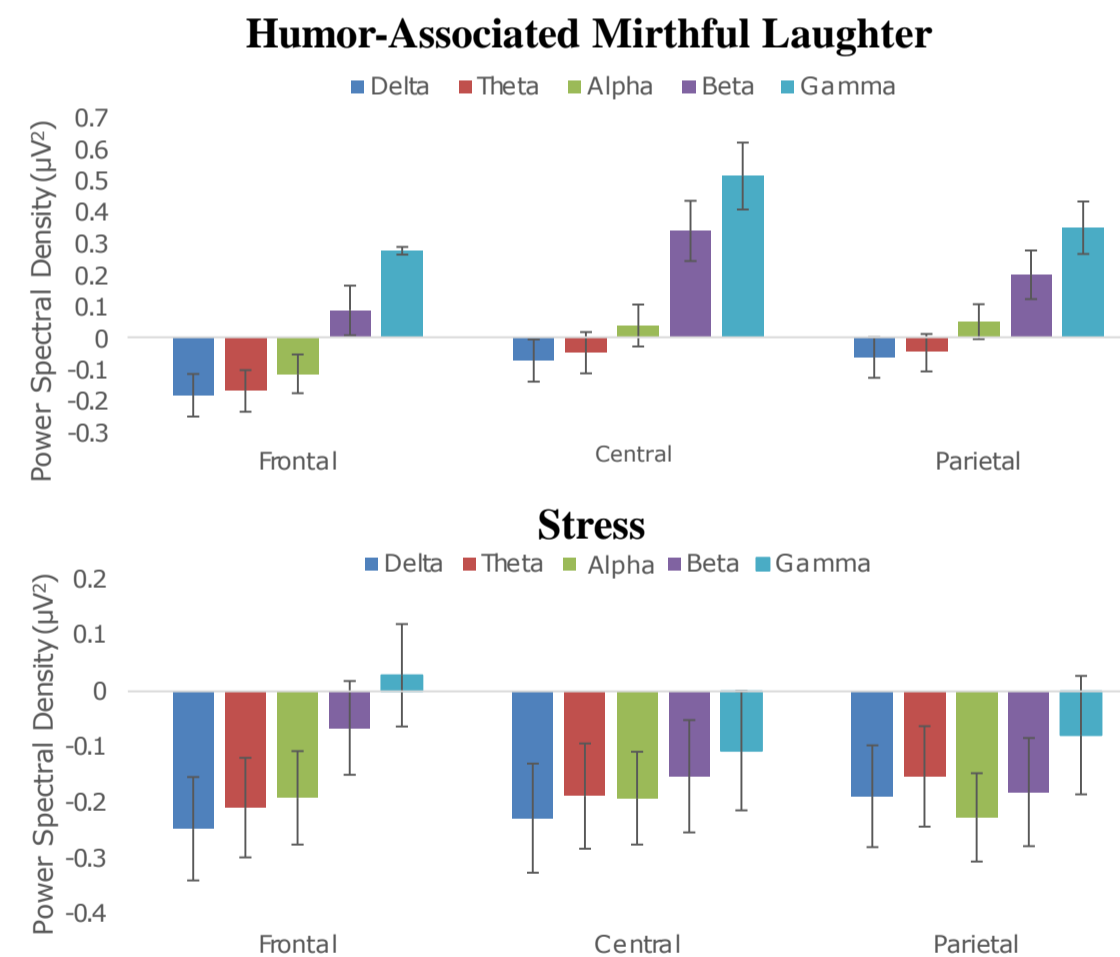 Humor-Associated Mirthful Laughter
Delta Theta Alpha Beta Gamma
Power Spectral Density (µV²)
0.7
0.6
0.5
0.4
0.3
0.2
0.1
0
-0.1
-0.2
-0.3
Frontal Central Parietal
Stress
Delta Theta Alpha Beta Gamma
Power Spectral Density (µV²)
0.2
0.1
0
-0.1
-0.2
-0.3
-0.4
Frontal Central Parietal